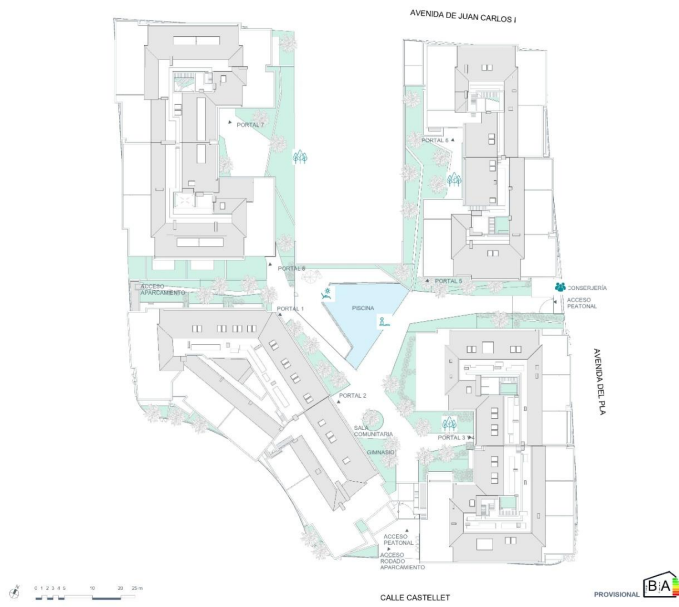 AVENIDA DE JUAN CARLOS I
PORTAL 7
PORTAL 6
PORTAL 8
PORTAL 5
ACCESO
APARCAMIENTO
CONSERJERÍA
ACCESO
PEATONAL
PORTAL 1
PISCINA
AVENIDA DEL PLA
PORTAL 2
SALA
COMUNITARIA
PORTAL 3
GIMNASIO
ACCESO
PEATONAL
ACCESO
RODADO
APARCAMIENTO
0 1 2 3 4 5 10 20 25 m
CALLE CASTELLET
PROVISIONAL
B A